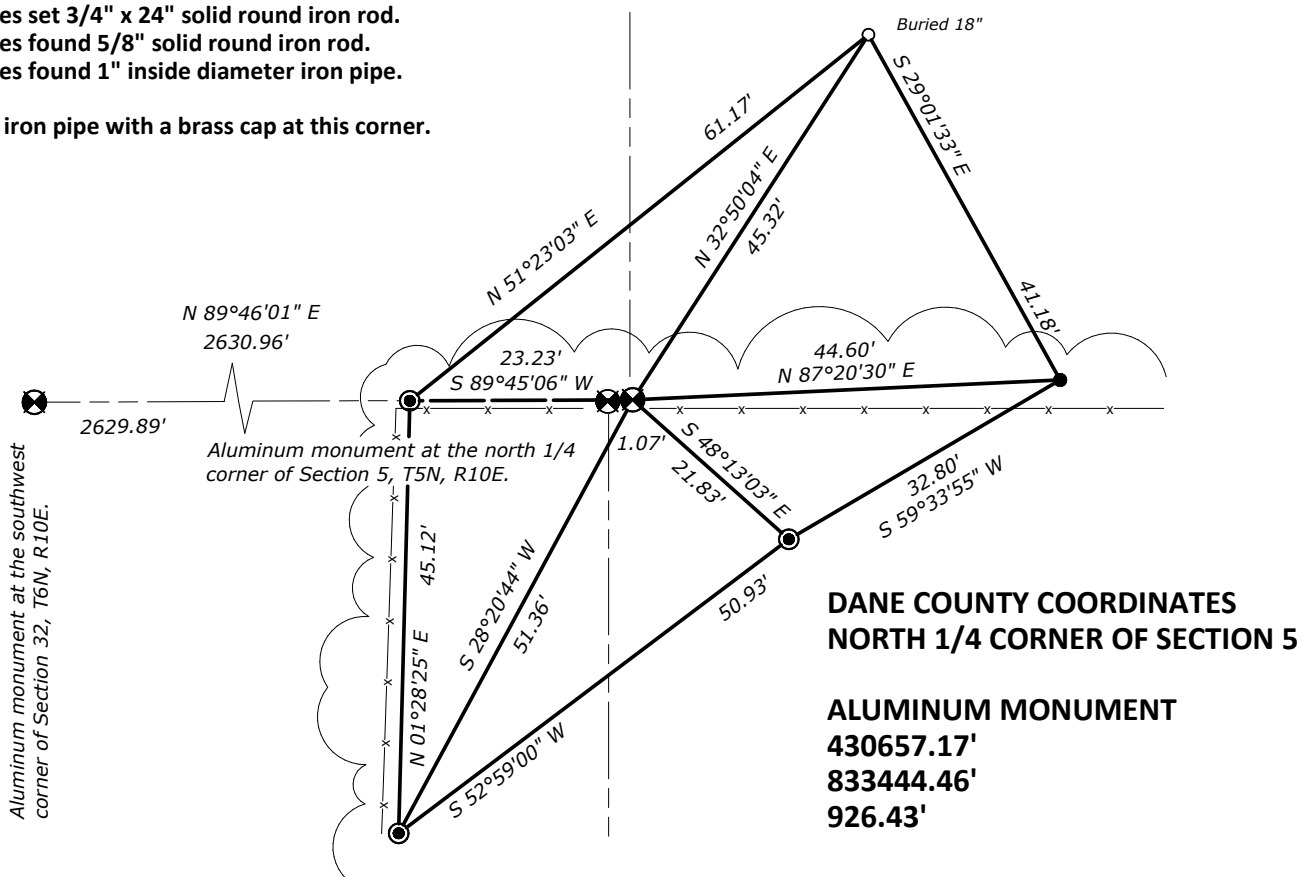 es set 3/4" x 24" solid round iron rod.
es found 5/8" solid round iron rod.
es found 1" inside diameter iron pipe.
iron pipe with a brass cap at this corner.
Buried 18"
S 29°01'33" E
61.17'
N 32°50'04" E
45.32'
N 51°23'03" E
41.18'
N 89°46'01" E
2630.96'
23.23'
S 89°45'06" W
44.60'
N 87°20'30" E
2629.89'
1.07'
Aluminum monument at the north 1/4
corner of Section 5, T5N, R10E.
S 48°13'03" E
21.83'
32.80'
S 59°33'55" W
Aluminum monument at the southwest
corner of Section 32, T6N, R10E.
45.12'
N 01°28'25" E
S 28°20'44" W
51.36'
50.93'
S 52°59'00" W
DANE COUNTY COORDINATES
NORTH 1/4 CORNER OF SECTION 5
ALUMINUM MONUMENT
430657.17'
833444.46'
926.43'